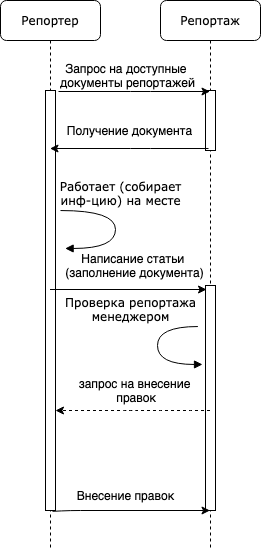 Репортер
Репортаж
Запрос на доступные
документы репортажей
Получение документа
Работает (собирает
инф-цию) на месте
Написание статьи
(заполнение документа)
Проверка репортажа
менеджером
запрос на внесение
правок
Внесение правок